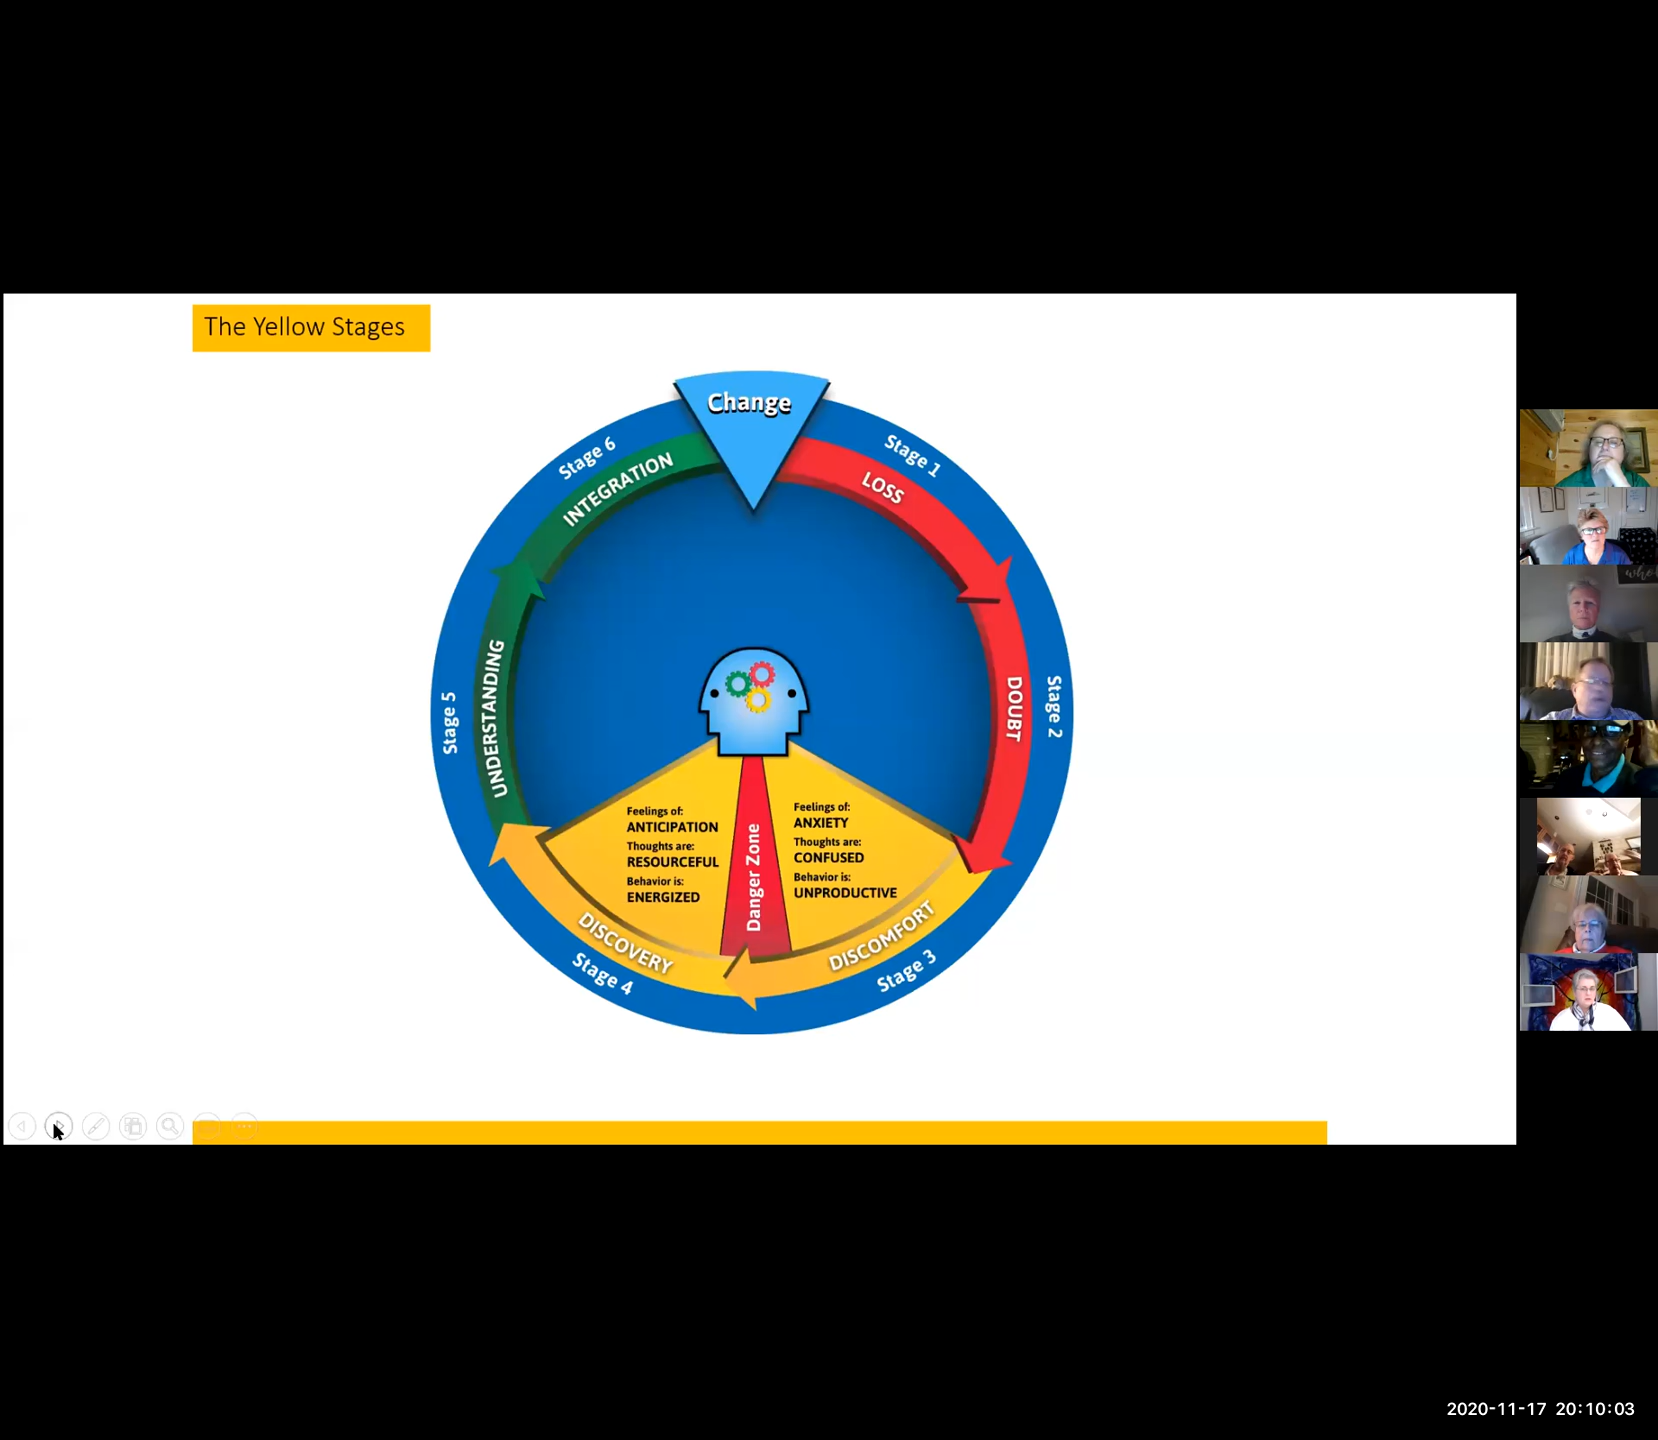 The Yellow Stages
Change
Stage 1
LOSS
Stage 2
DOUBT
Stage 3
DISCOMFORT
Feelings of:
ANXIETY
Thoughts are:
CONFUSED
Behavior is:
UNPRODUCTIVE
Danger Zone
Feelings of:
ANTICIPATION
Thoughts are:
RESOURCEFUL
Behavior is:
ENERGIZED
DISCOVERY
Stage 4
UNDERSTANDING
Stage 5
INTEGRATION
Stage 6
who
2020-11-17 20:10:03